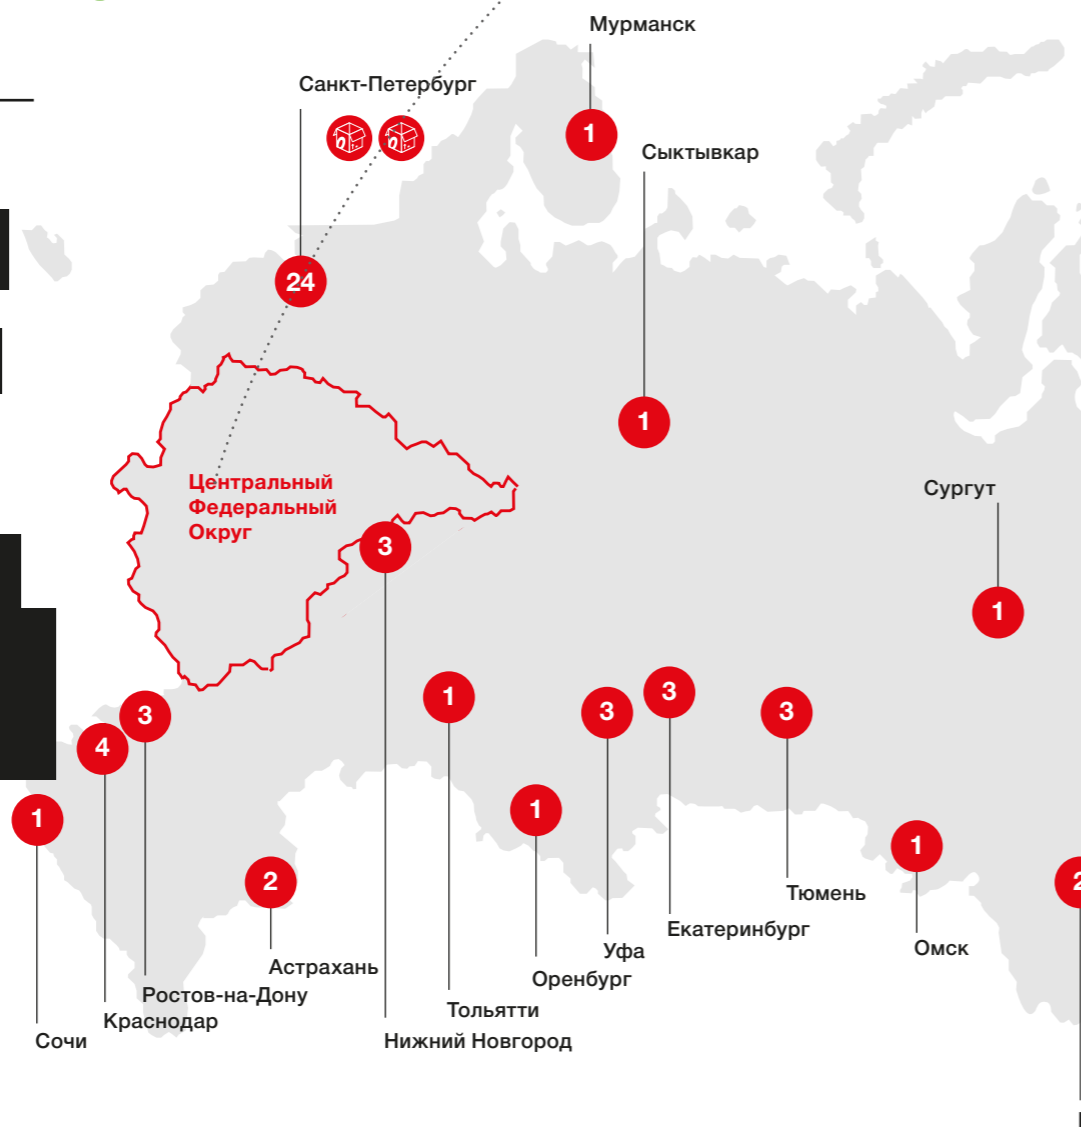 Мурманск
Санкт-Петербург
1
Сыктывкар
24
1
Центральный
Федеральный
Округ
Сургут
3
1
1
3
3
3
3
4
1
1
1
2
2
Тюмень
Екатеринбург
Омск
Уфа
Астрахань
Оренбург
Ростов-на-Дону
Тольятти
Краснодар
Сочи
Нижний Новгород